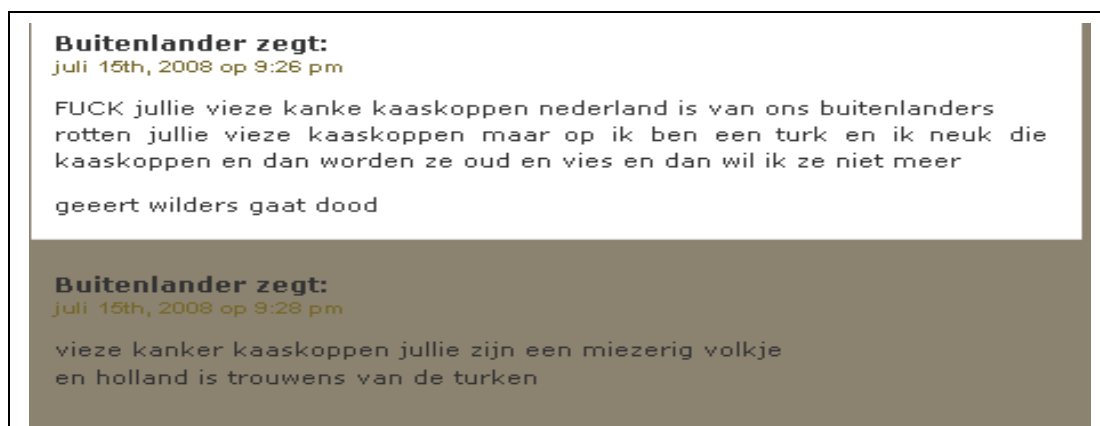 Buitenlander zegt:
juli 15th, 2008 op 9:26 pm
FUCK jullie vieze kanke kaaskoppen nederland is van ons buitenlanders
rotten jullie vieze kaaskoppen maar op ik ben een turk en ik neuk die
kaaskoppen en dan worden ze oud en vies en dan wil ik ze niet meer
geeert wilders gaat dood
Buitenlander zegt:
juli 15th, 2008 op 9:28 pm
vieze kanker kaaskoppen jullie zijn een miezerig volkje
en holland is trouwens van de turken